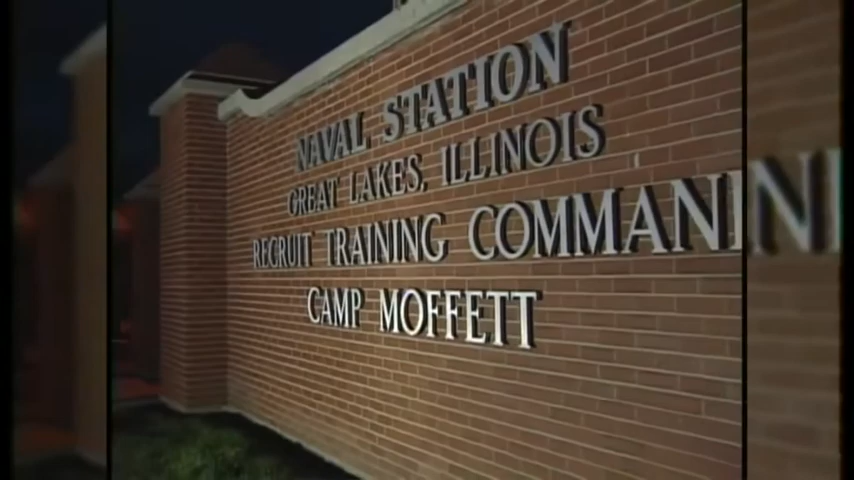 NAVAL STATION
GREAT LAKES, ILLINOIS
RECRUIT TRAINING COMMAN
CAMP MOFFETT